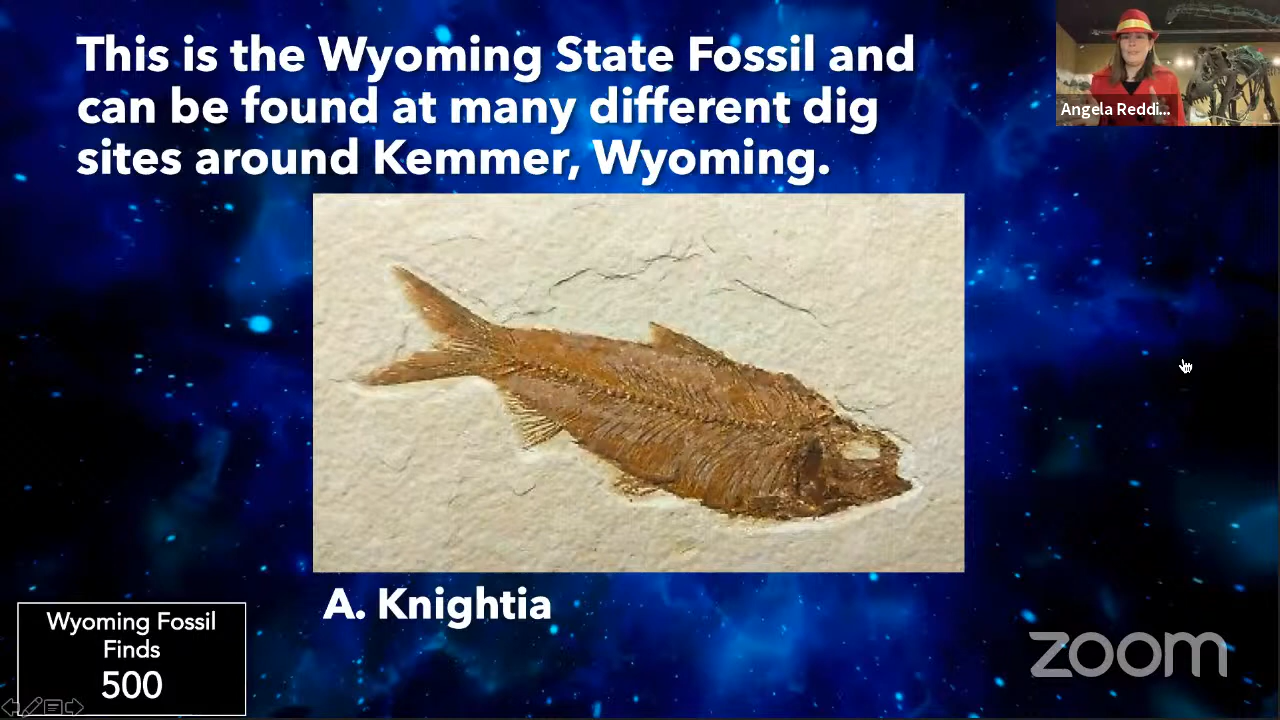 This is the Wyoming State Fossil and
can be found at many different dig
sites around Kemmer, Wyoming.
Angela Reddi...
A. Knightia
Wyoming Fossil
Finds
500
zoom